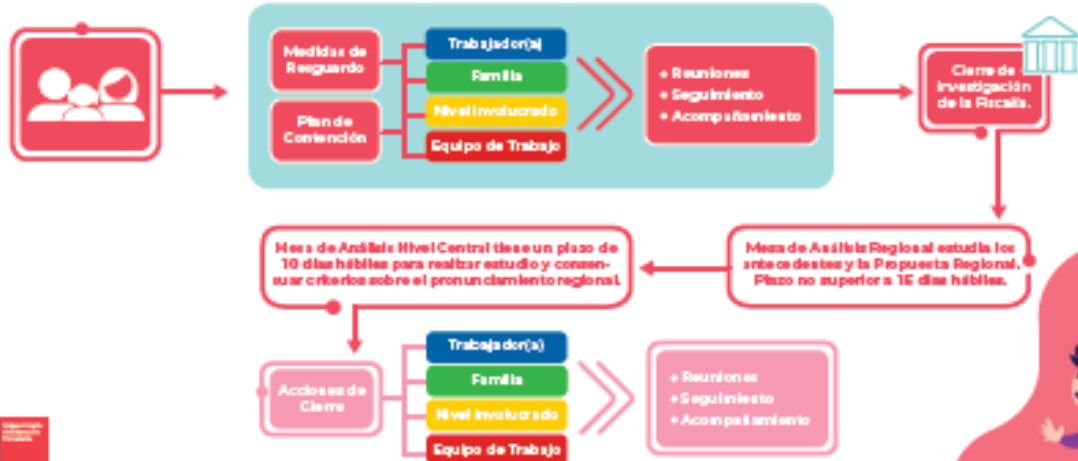 Medidas de
Resguardo
Plan de
Contención
Trabajador(a)
Familia
Nivel Involucrado
Equipo de Trabajo
+ Reuniones
+ Seguimiento
+ Acompañamiento
Cierre de
investigación
de la Fiscalía.
Mesa de Análisis Regional estudia los
antecedentes y la Propuesta Regional.
Plazo no superior a 15 días hábiles.
Mesa de Análisis Nivel Central tiene un plazo de
10 días hábiles para realizar estudio y consen-
suar criterios sobre el pronunciamiento regional.
Acciones de
Cierre
Trabajador(a)
Familia
Nivel Involucrado
Equipo de Trabajo
+ Reuniones
+ Seguimiento
+ Acompañamiento